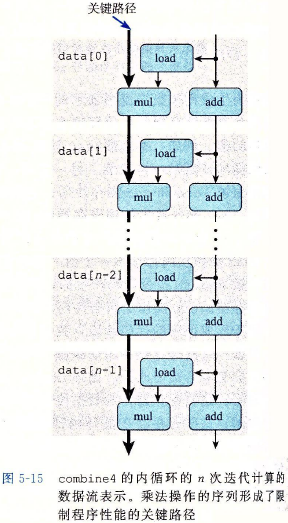 关键路径
data[0]
load
mul
add
data[1]
load
mul
add
data[n-2]
load
mul
add
data[n-1]
load
mul
add
图 5-15 combine4 的内循环的 n 次迭代计算的
数据流表示。乘法操作的序列形成了限
制程序性能的关键路径